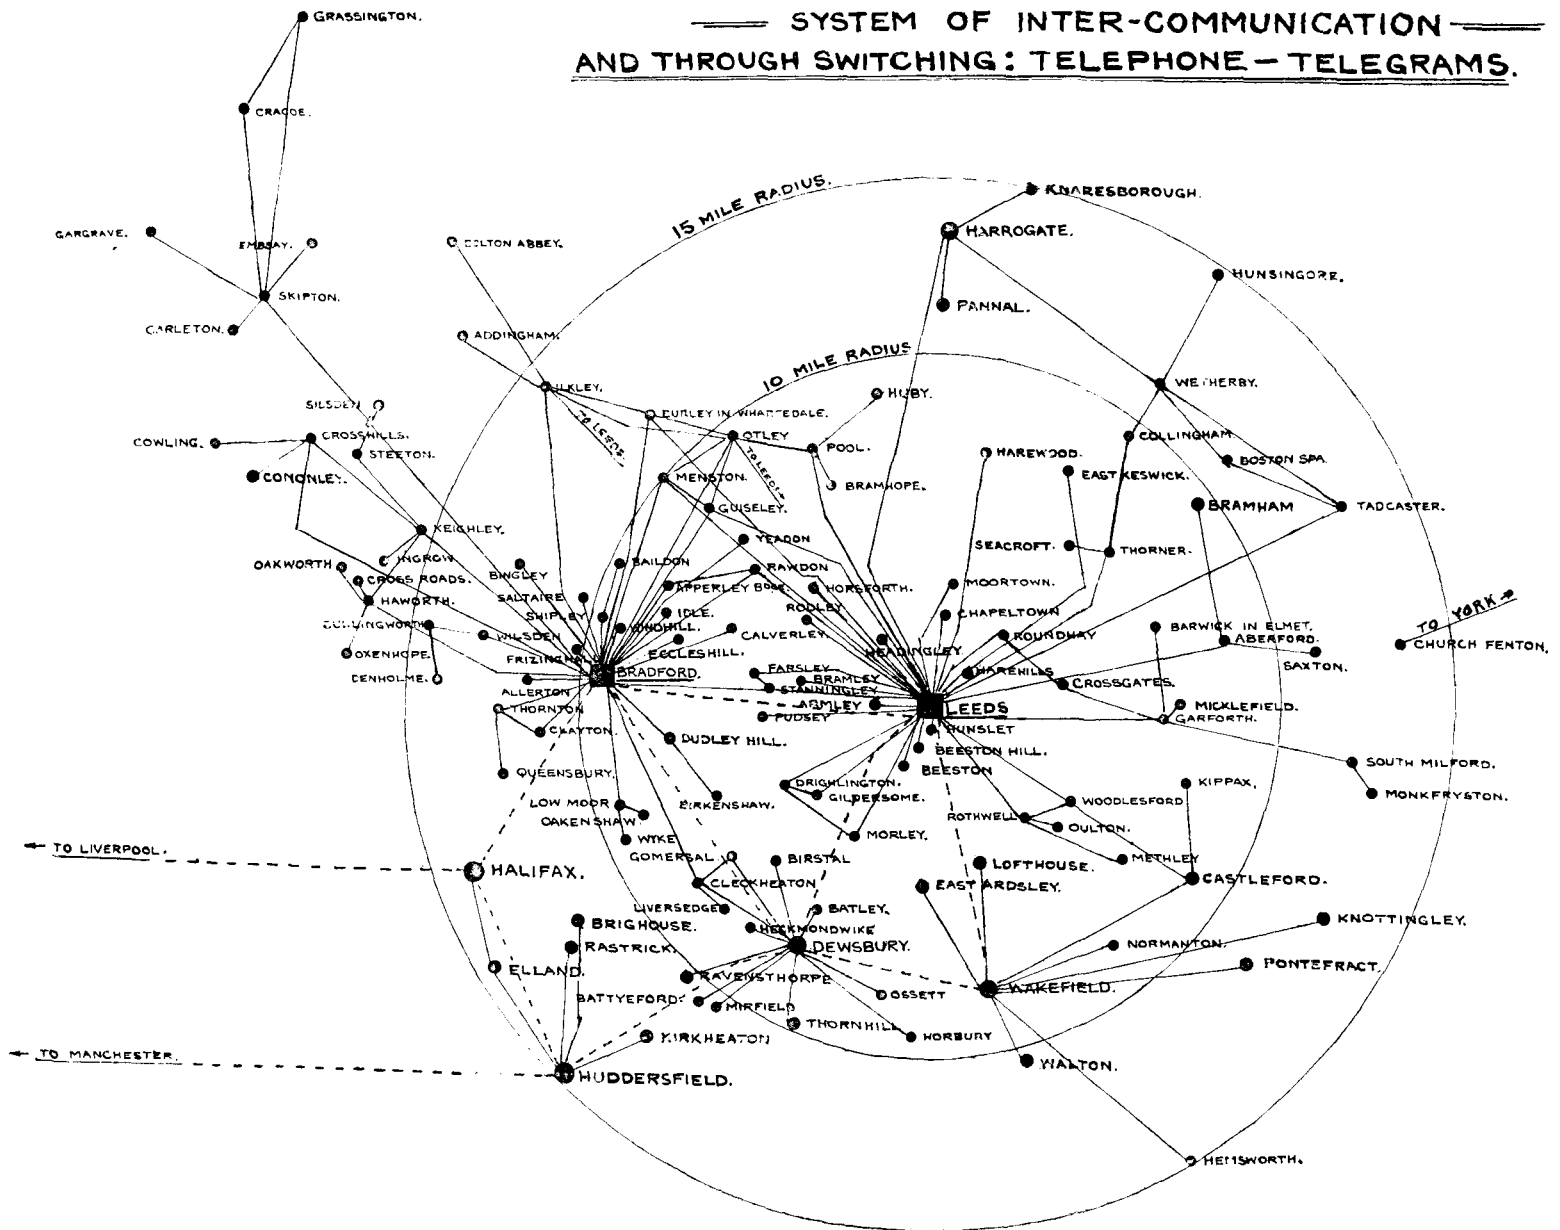 SYSTEM OF INTER-COMMUNICATION
AND THROUGH SWITCHING: TELEPHONE - TELEGRAMS.
GRASSINGTON.
CRACOE.
15 MILE RADIUS.
KNARESBOROUGH.
GARGRAVE.
EMBSAY.
BOLTON ABBEY.
HARROGATE.
HUNSINGORE.
SKIPTON.
PANNAL.
CARLETON.
ADDINGHAM.
10 MILE RADIUS
ILKLEY.
WETHERBY.
HUBY.
SILSDEN
BURLEY IN WHARFEDALE.
TO LEEDS.
COWLING.
CROSSHILLS.
OTLEY
COLLINGHAM.
STEETON.
POOL.
HAREWOOD.
BOSTON SPA.
TO LEEDS
CONONLEY.
MENSTON.
BRAMHOPE.
EAST KESWICK.
GUISELEY.
BRAMHAM
TADCASTER.
KEIGHLEY.
YEADON
SEACROFT.
THORNER.
INGROW
OAKWORTH
BINGLEY
BAILDON
RAWDON
CROSS ROADS.
APPERLEY BDGE.
HORSFORTH.
MOORTOWN.
HAWORTH.
SALTAIRE
RODLEY
TO YORK
SHIPLEY
IDLE.
CHAPELTOWN
CULLINGWORTH
WINDHILL.
CALVERLEY.
BARWICK IN ELMET.
WILSDEN
ECCLESHILL.
HEADINGLEY
ROUNDHAY
ABERFORD.
CHURCH FENTON.
OXENHOPE.
FRIZINGHALL
SAXTON.
DENHOLME.
BRADFORD.
FARSLEY
BRAMLEY
HAREHILLS
CROSSGATES.
ALLERTON
STANNINGLEY
THORNTON
ARMLEY
LEEDS
MICKLEFIELD.
PUDSEY
GARFORTH.
CLAYTON.
DUDLEY HILL.
HUNSLET
BEESTON HILL.
QUEENSBURY.
BEESTON
SOUTH MILFORD.
DRIGHLINGTON.
KIPPAX.
BIRKENSHAW.
GILDERSOME.
MONKFRYSTON.
LOW MOOR
WOODLESFORD
OAKENSHAW.
ROTHWELL
OULTON.
WYKE
MORLEY.
TO LIVERPOOL.
GOMERSAL
BIRSTAL
METHLEY
HALIFAX.
LOFTHOUSE.
CLECKHEATON
EAST ARDSLEY.
CASTLEFORD.
LIVERSEDGE
BATLEY.
BRIGHOUSE.
HECKMONDWIKE
KNOTTINGLEY.
RASTRICK.
DEWSBURY.
NORMANTON.
ELLAND.
RAVENSTHORPE
PONTEFRACT.
BATTYEFORD.
OSSETT
WAKEFIELD.
MIRFIELD
THORNHILL
KIRKHEATON
HORBURY
TO MANCHESTER.
WALTON.
HUDDERSFIELD.
HEMSWORTH.